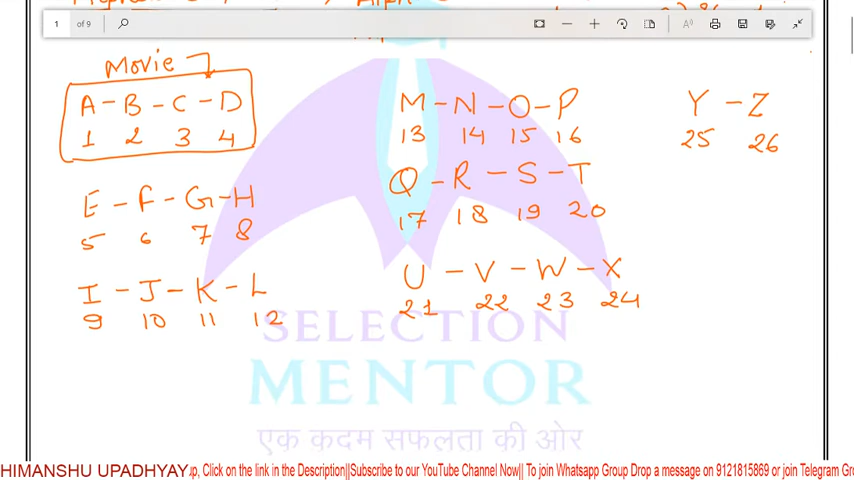 1 of 9
Movie
A - B - C - D
1 2 3 4
E - F - G - H
5 6 7 8
I - J - K - L
9 10 11 12
M - N - O - P
13 14 15 16
Q - R - S - T
17 18 19 20
U - V - W - X
21 22 23 24
Y - Z
25 26
SELECTION
MENTOR
एक कदम सफलता की ओर
HIMANSHU UPADHYAY up, Click on the link in the Description||Subscribe to our YouTube Channel Now|| To join Whatsapp Group Drop a message on 9121815869 or join Telegram Gro